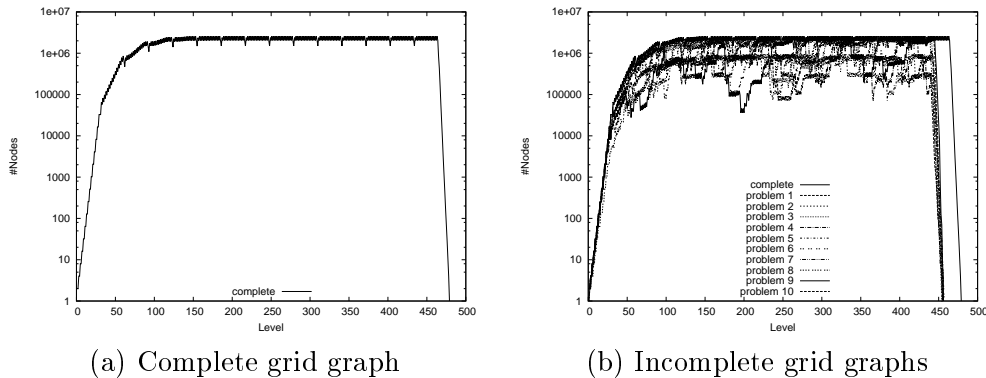 1e+07
1e+06
100000
10000
1000
100
10
1
0 50 100 150 200 250 300 350 400 450 500
#Nodes
Level
complete
(a) Complete grid graph
1e+07
1e+06
100000
10000
1000
100
10
1
0 50 100 150 200 250 300 350 400 450 500
#Nodes
Level
complete
problem 1
problem 2
problem 3
problem 4
problem 5
problem 6
problem 7
problem 8
problem 9
problem 10
(b) Incomplete grid graphs